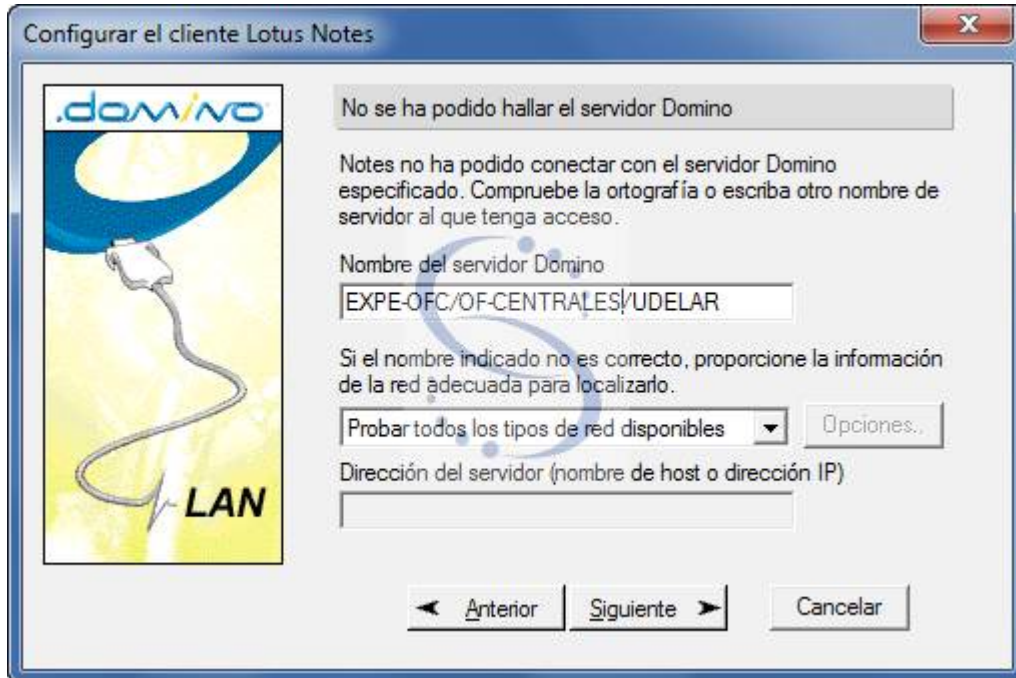 Configurar el cliente Lotus Notes
.domino
LAN
No se ha podido hallar el servidor Domino
Notes no ha podido conectar con el servidor Domino
especificado. Compruebe la ortografía o escriba otro nombre de
servidor al que tenga acceso.
Nombre del servidor Domino
EXPE-OFC/OF-CENTRALES/UDELAR
Si el nombre indicado no es correcto, proporcione la información
de la red adecuada para localizarlo.
Probar todos los tipos de red disponibles
Opciones..
Dirección del servidor (nombre de host o dirección IP)
Anterior
Siguiente
Cancelar